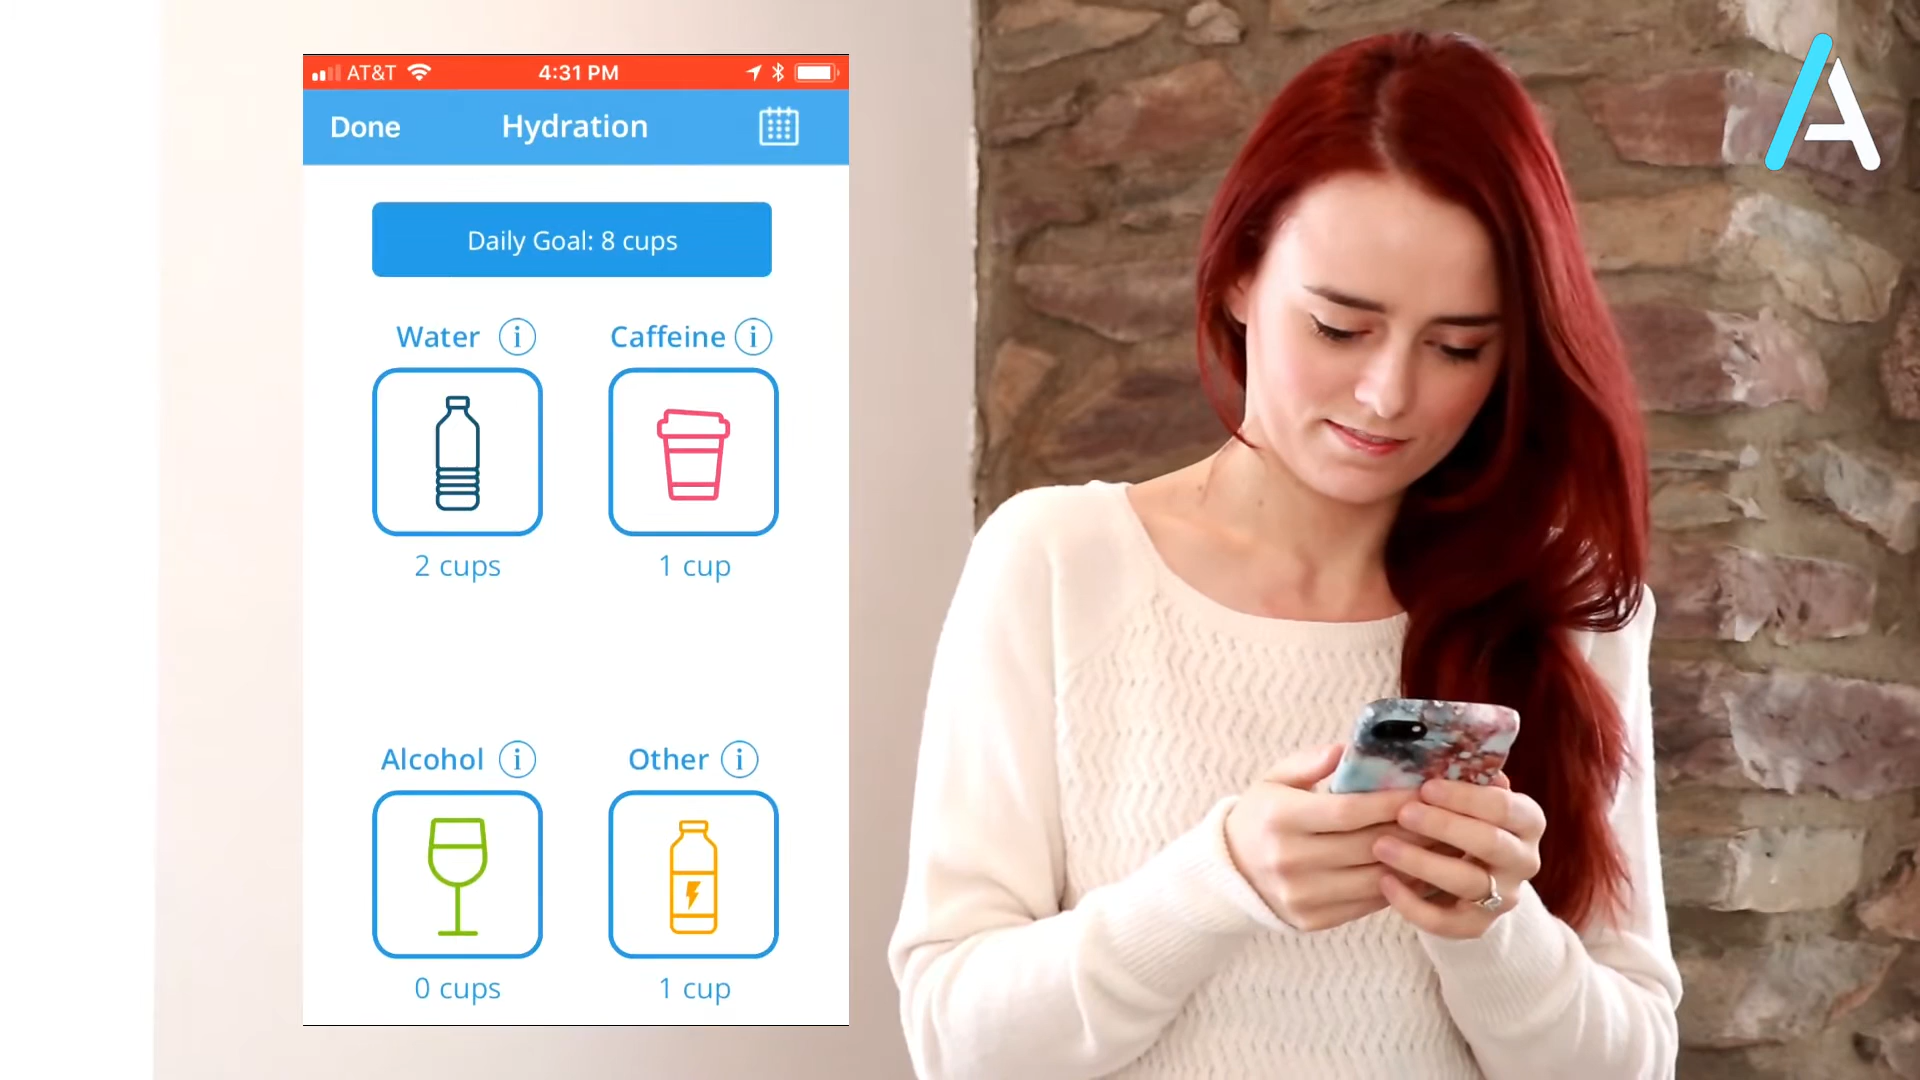 AT&T 4:31 PM
Done Hydration
Daily Goal: 8 cups
Water i Caffeine i
2 cups 1 cup
Alcohol i Other i
0 cups 1 cup
A